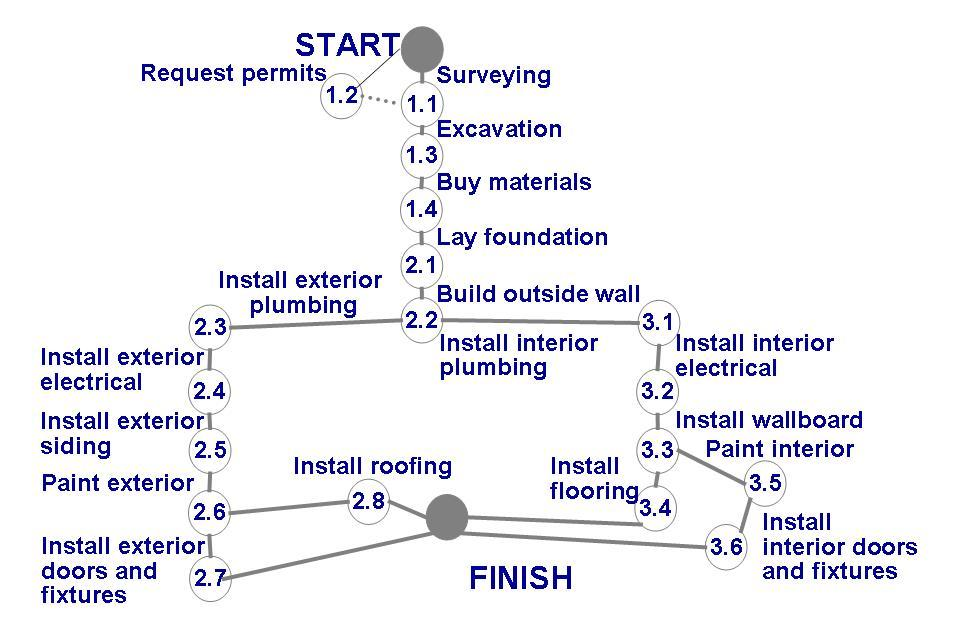 START
Request permits
Surveying
1.2
1.1
Excavation
1.3
Buy materials
1.4
Lay foundation
2.1
Install exterior
plumbing
Build outside wall
2.2
2.3
3.1
Install interior
plumbing
Install interior
electrical
Install exterior
electrical
2.4
3.2
Install exterior
siding
Install wallboard
2.5
3.3
Paint interior
Install roofing
Install
flooring
Paint exterior
3.5
2.6
2.8
3.4
Install
interior doors
and fixtures
3.6
Install exterior
doors and
fixtures
2.7
FINISH